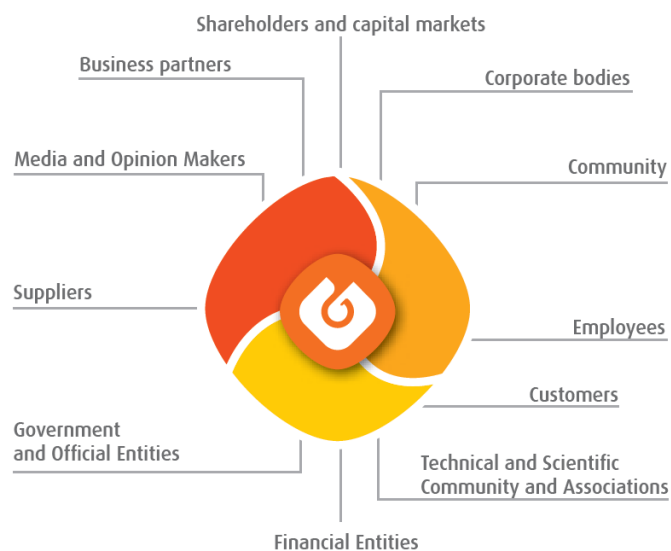 Shareholders and capital markets
Business partners
Corporate bodies
Media and Opinion Makers
Community
Suppliers
Employees
Customers
Government
and Official Entities
Technical and Scientific
Community and Associations
Financial Entities